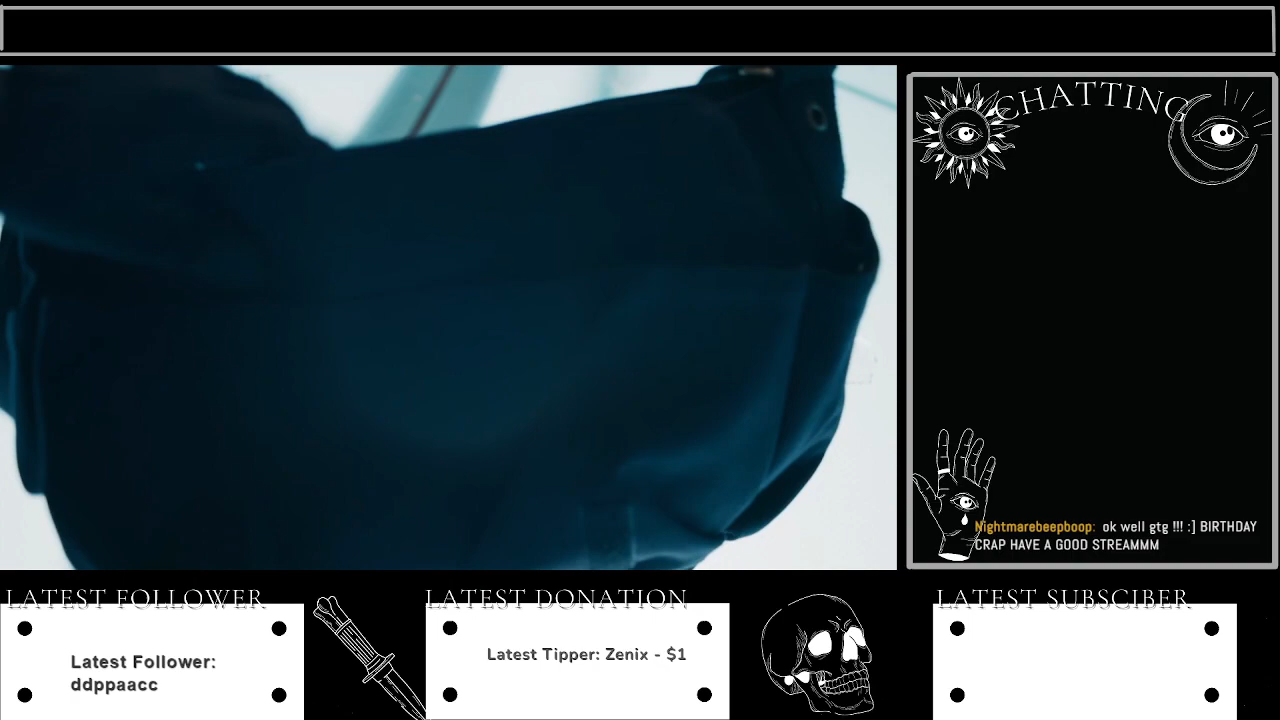 CHATTING
Nightmarebeepboop: ok well gtg !!! :] BIRTHDAY
CRAP HAVE A GOOD STREAMMM
LATEST FOLLOWER
Latest Follower:
ddppaacc
LATEST DONATION
Latest Tipper: Zenix - $1
LATEST SUBSCIBER